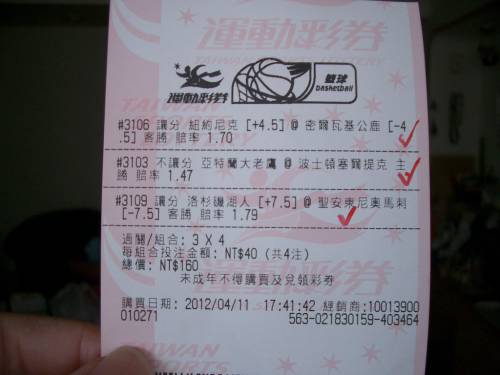 運動彩券
運動彩券
籃球
Basketball
#3106 讓分 紐約尼克 [+4.5] @ 密爾瓦基公鹿 [-4
.5] 客勝 賠率 1.70
#3103 不讓分 亞特蘭大老鷹 @ 波士頓塞爾提克 主
勝 賠率 1.47
#3109 讓分 洛杉磯湖人 [+7.5] @ 聖安東尼奧馬刺
[-7.5] 客勝 賠率 1.79
過關/組合: 3 X 4
每組合投注金額: NT$40 (共4注)
總價: NT$160
未成年不得購買及兌領彩券
購買日期: 2012/04/11 17:41:42 經銷商:10013900
010271 563-021830159-403464
TAIWAN